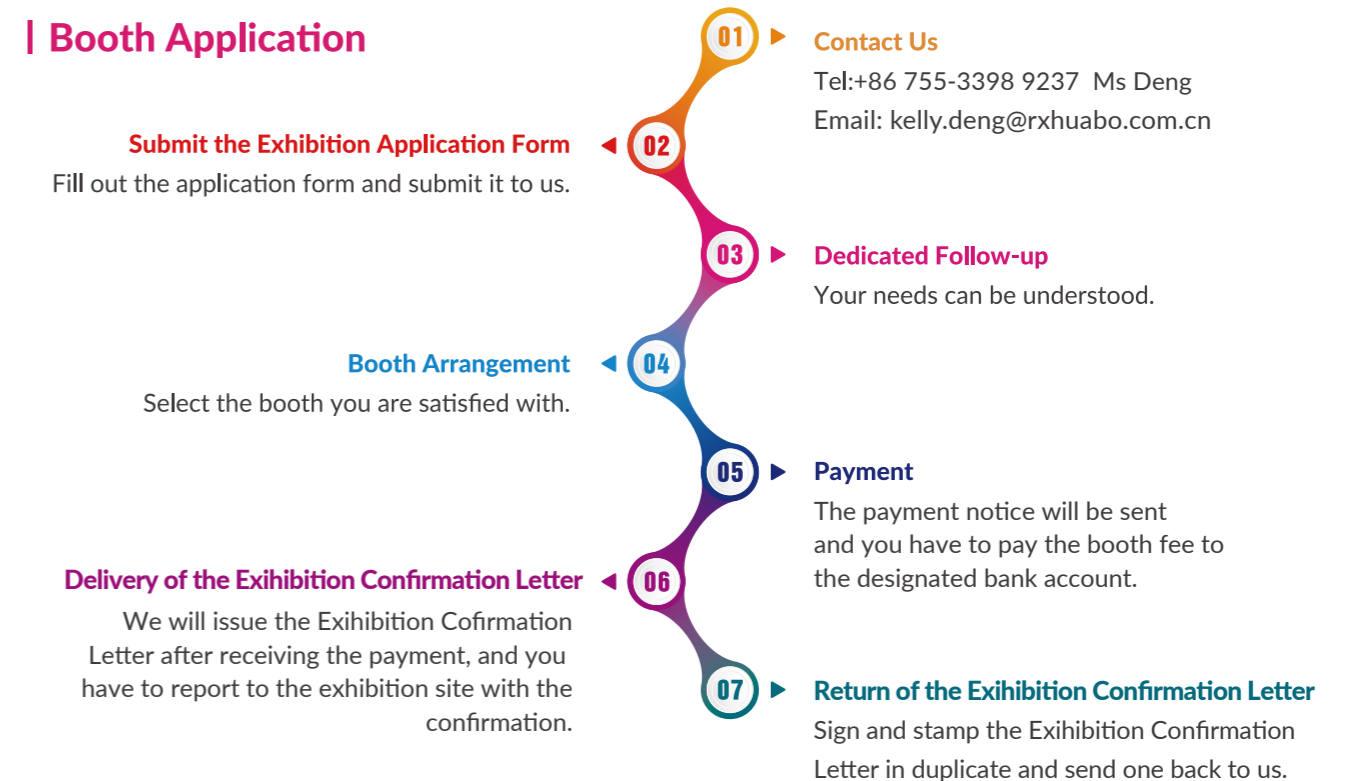 Booth Application
01
Contact Us
Tel:+86 755-3398 9237 Ms Deng
Email: kelly.deng@rxhuabo.com.cn
02
Submit the Exhibition Application Form
Fill out the application form and submit it to us.
03
Dedicated Follow-up
Your needs can be understood.
04
Booth Arrangement
Select the booth you are satisfied with.
05
Payment
The payment notice will be sent
and you have to pay the booth fee to
the designated bank account.
06
Delivery of the Exihibition Confirmation Letter
We will issue the Exihibition Cofirmation
Letter after receiving the payment, and you
have to report to the exhibition site with the
confirmation.
07
Return of the Exihibition Confirmation Letter
Sign and stamp the Exihibition Confirmation
Letter in duplicate and send one back to us.